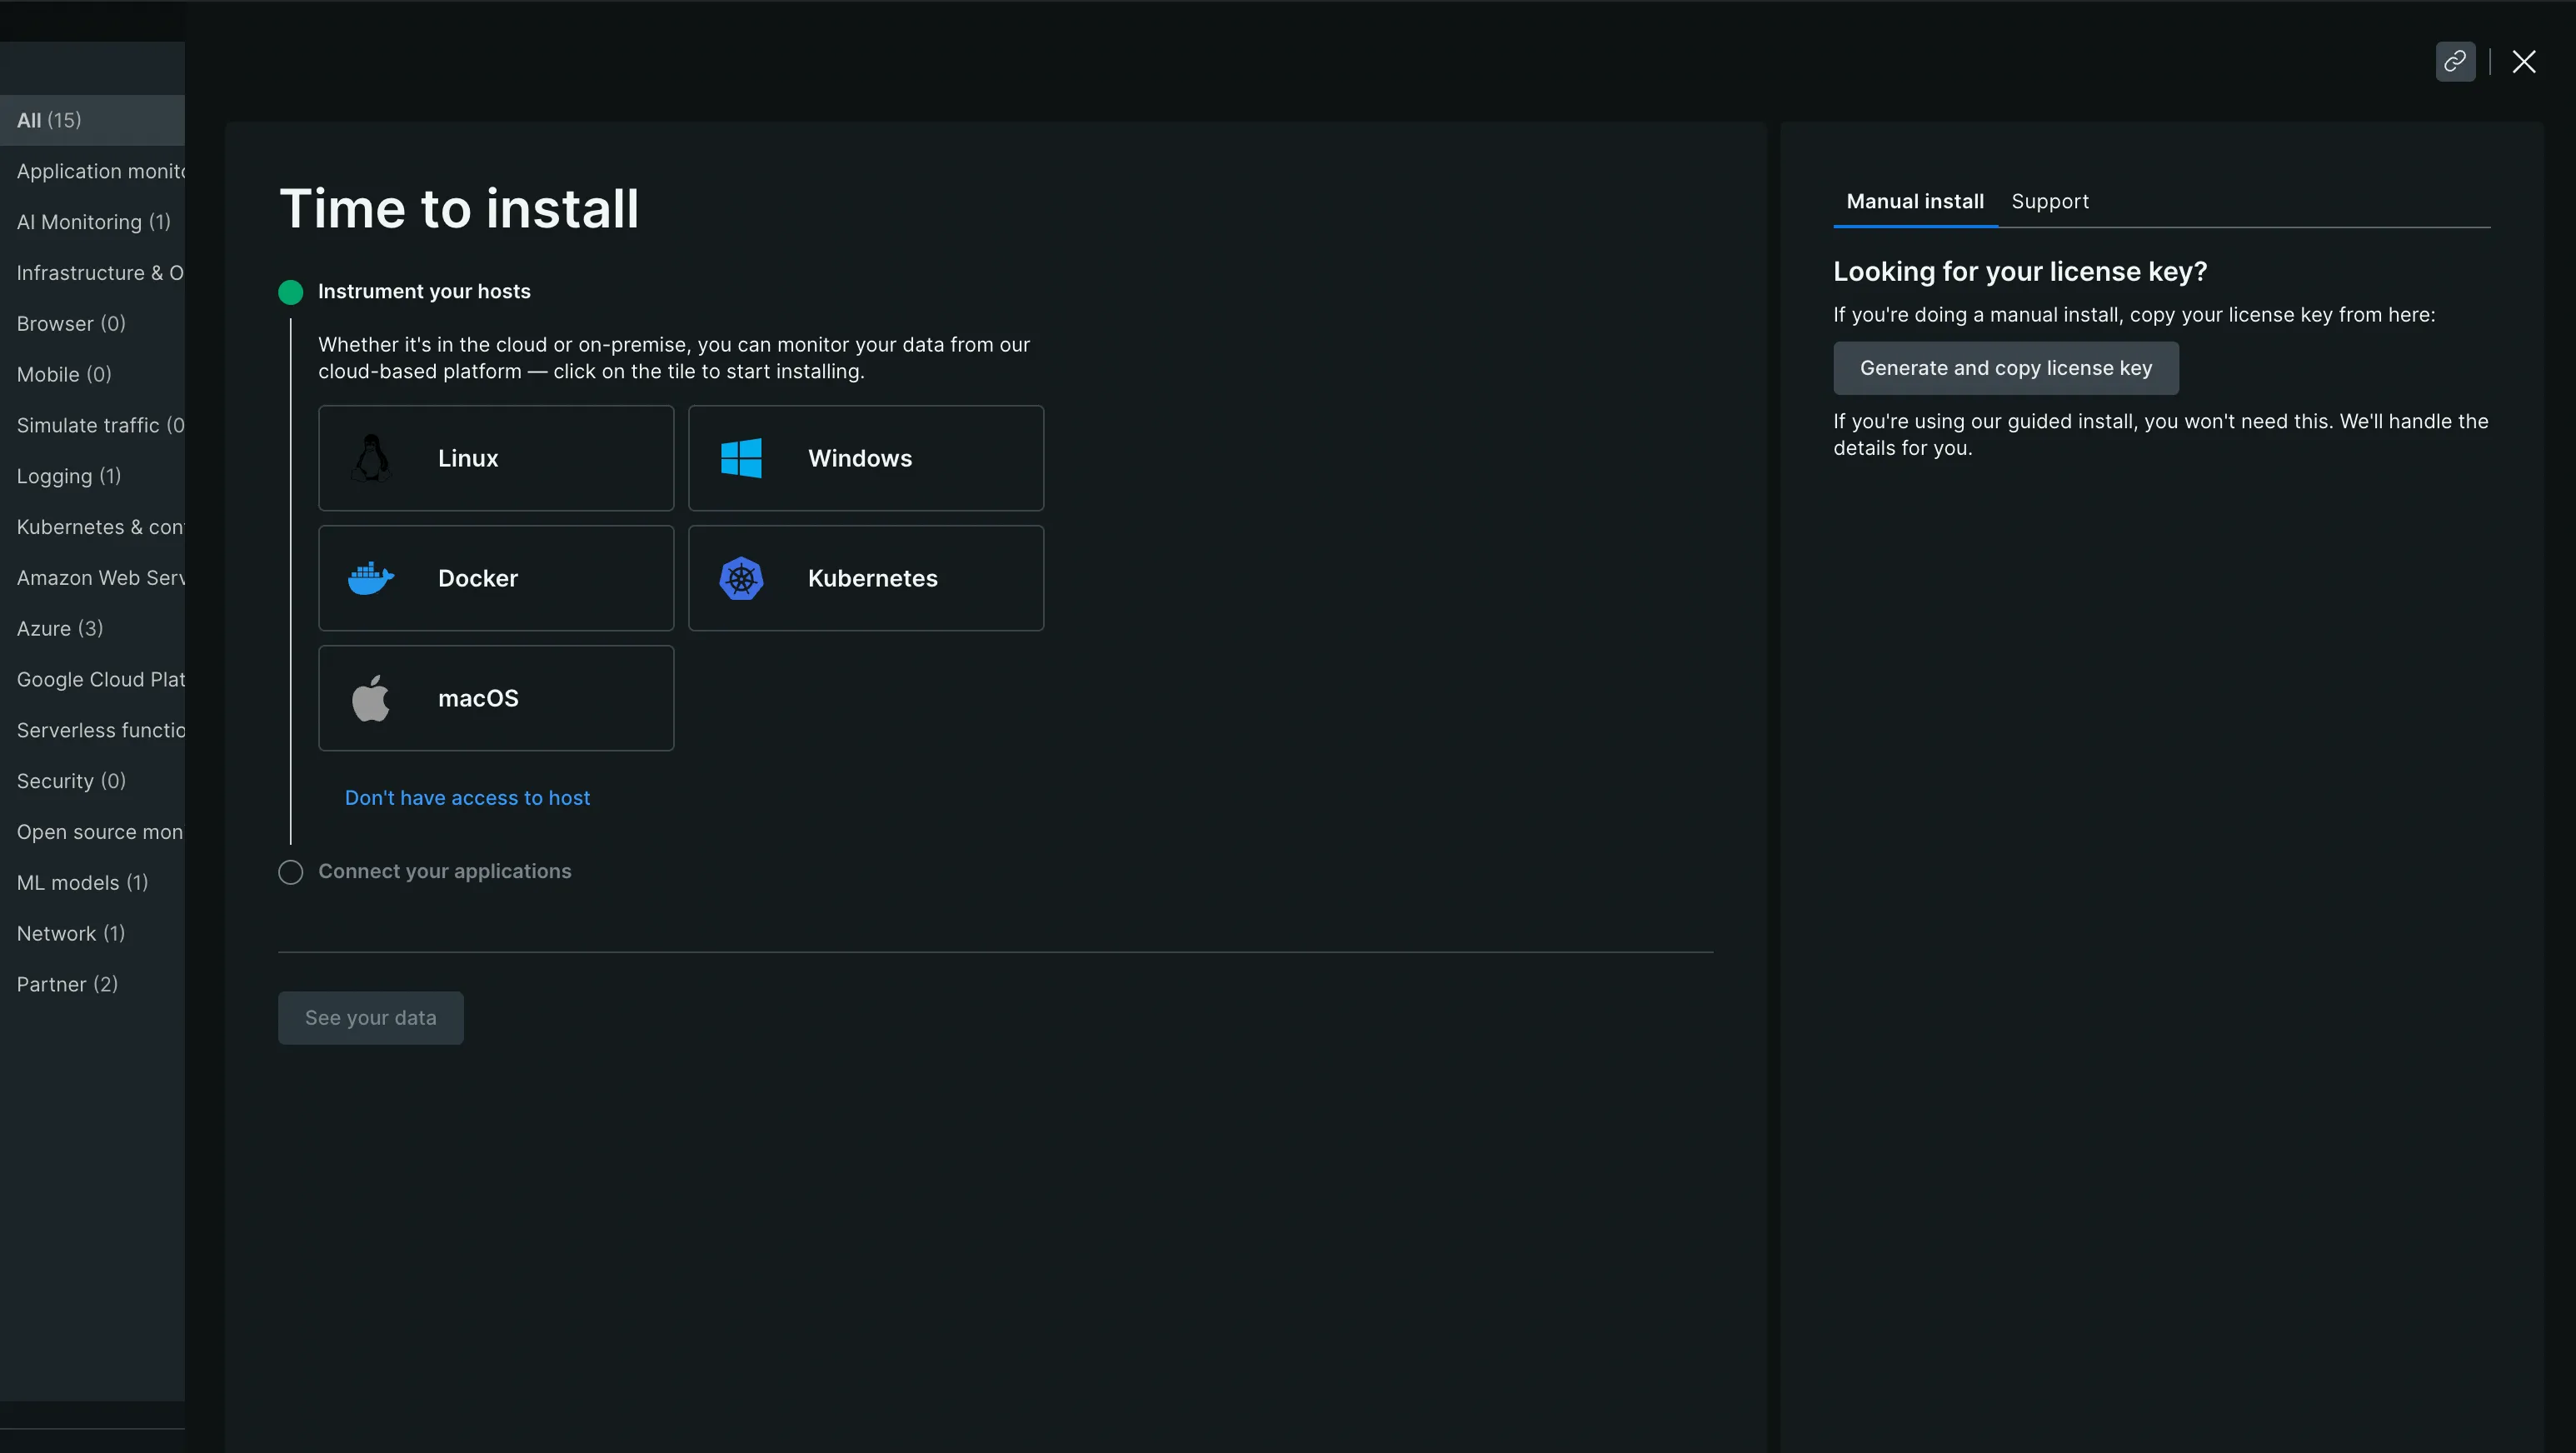 All (15)
Application monito
AI Monitoring (1)
Infrastructure & O
Browser (0)
Mobile (0)
Simulate traffic (0
Logging (1)
Kubernetes & con
Amazon Web Serv
Azure (3)
Google Cloud Plat
Serverless functio
Security (0)
Open source mon
ML models (1)
Network (1)
Partner (2)
Time to install
Instrument your hosts
Whether it's in the cloud or on-premise, you can monitor your data from our
cloud-based platform — click on the tile to start installing.
Linux
Windows
Docker
Kubernetes
macOS
Don't have access to host
Connect your applications
See your data
Manual install
Support
Looking for your license key?
If you're doing a manual install, copy your license key from here:
Generate and copy license key
If you're using our guided install, you won't need this. We'll handle the
details for you.